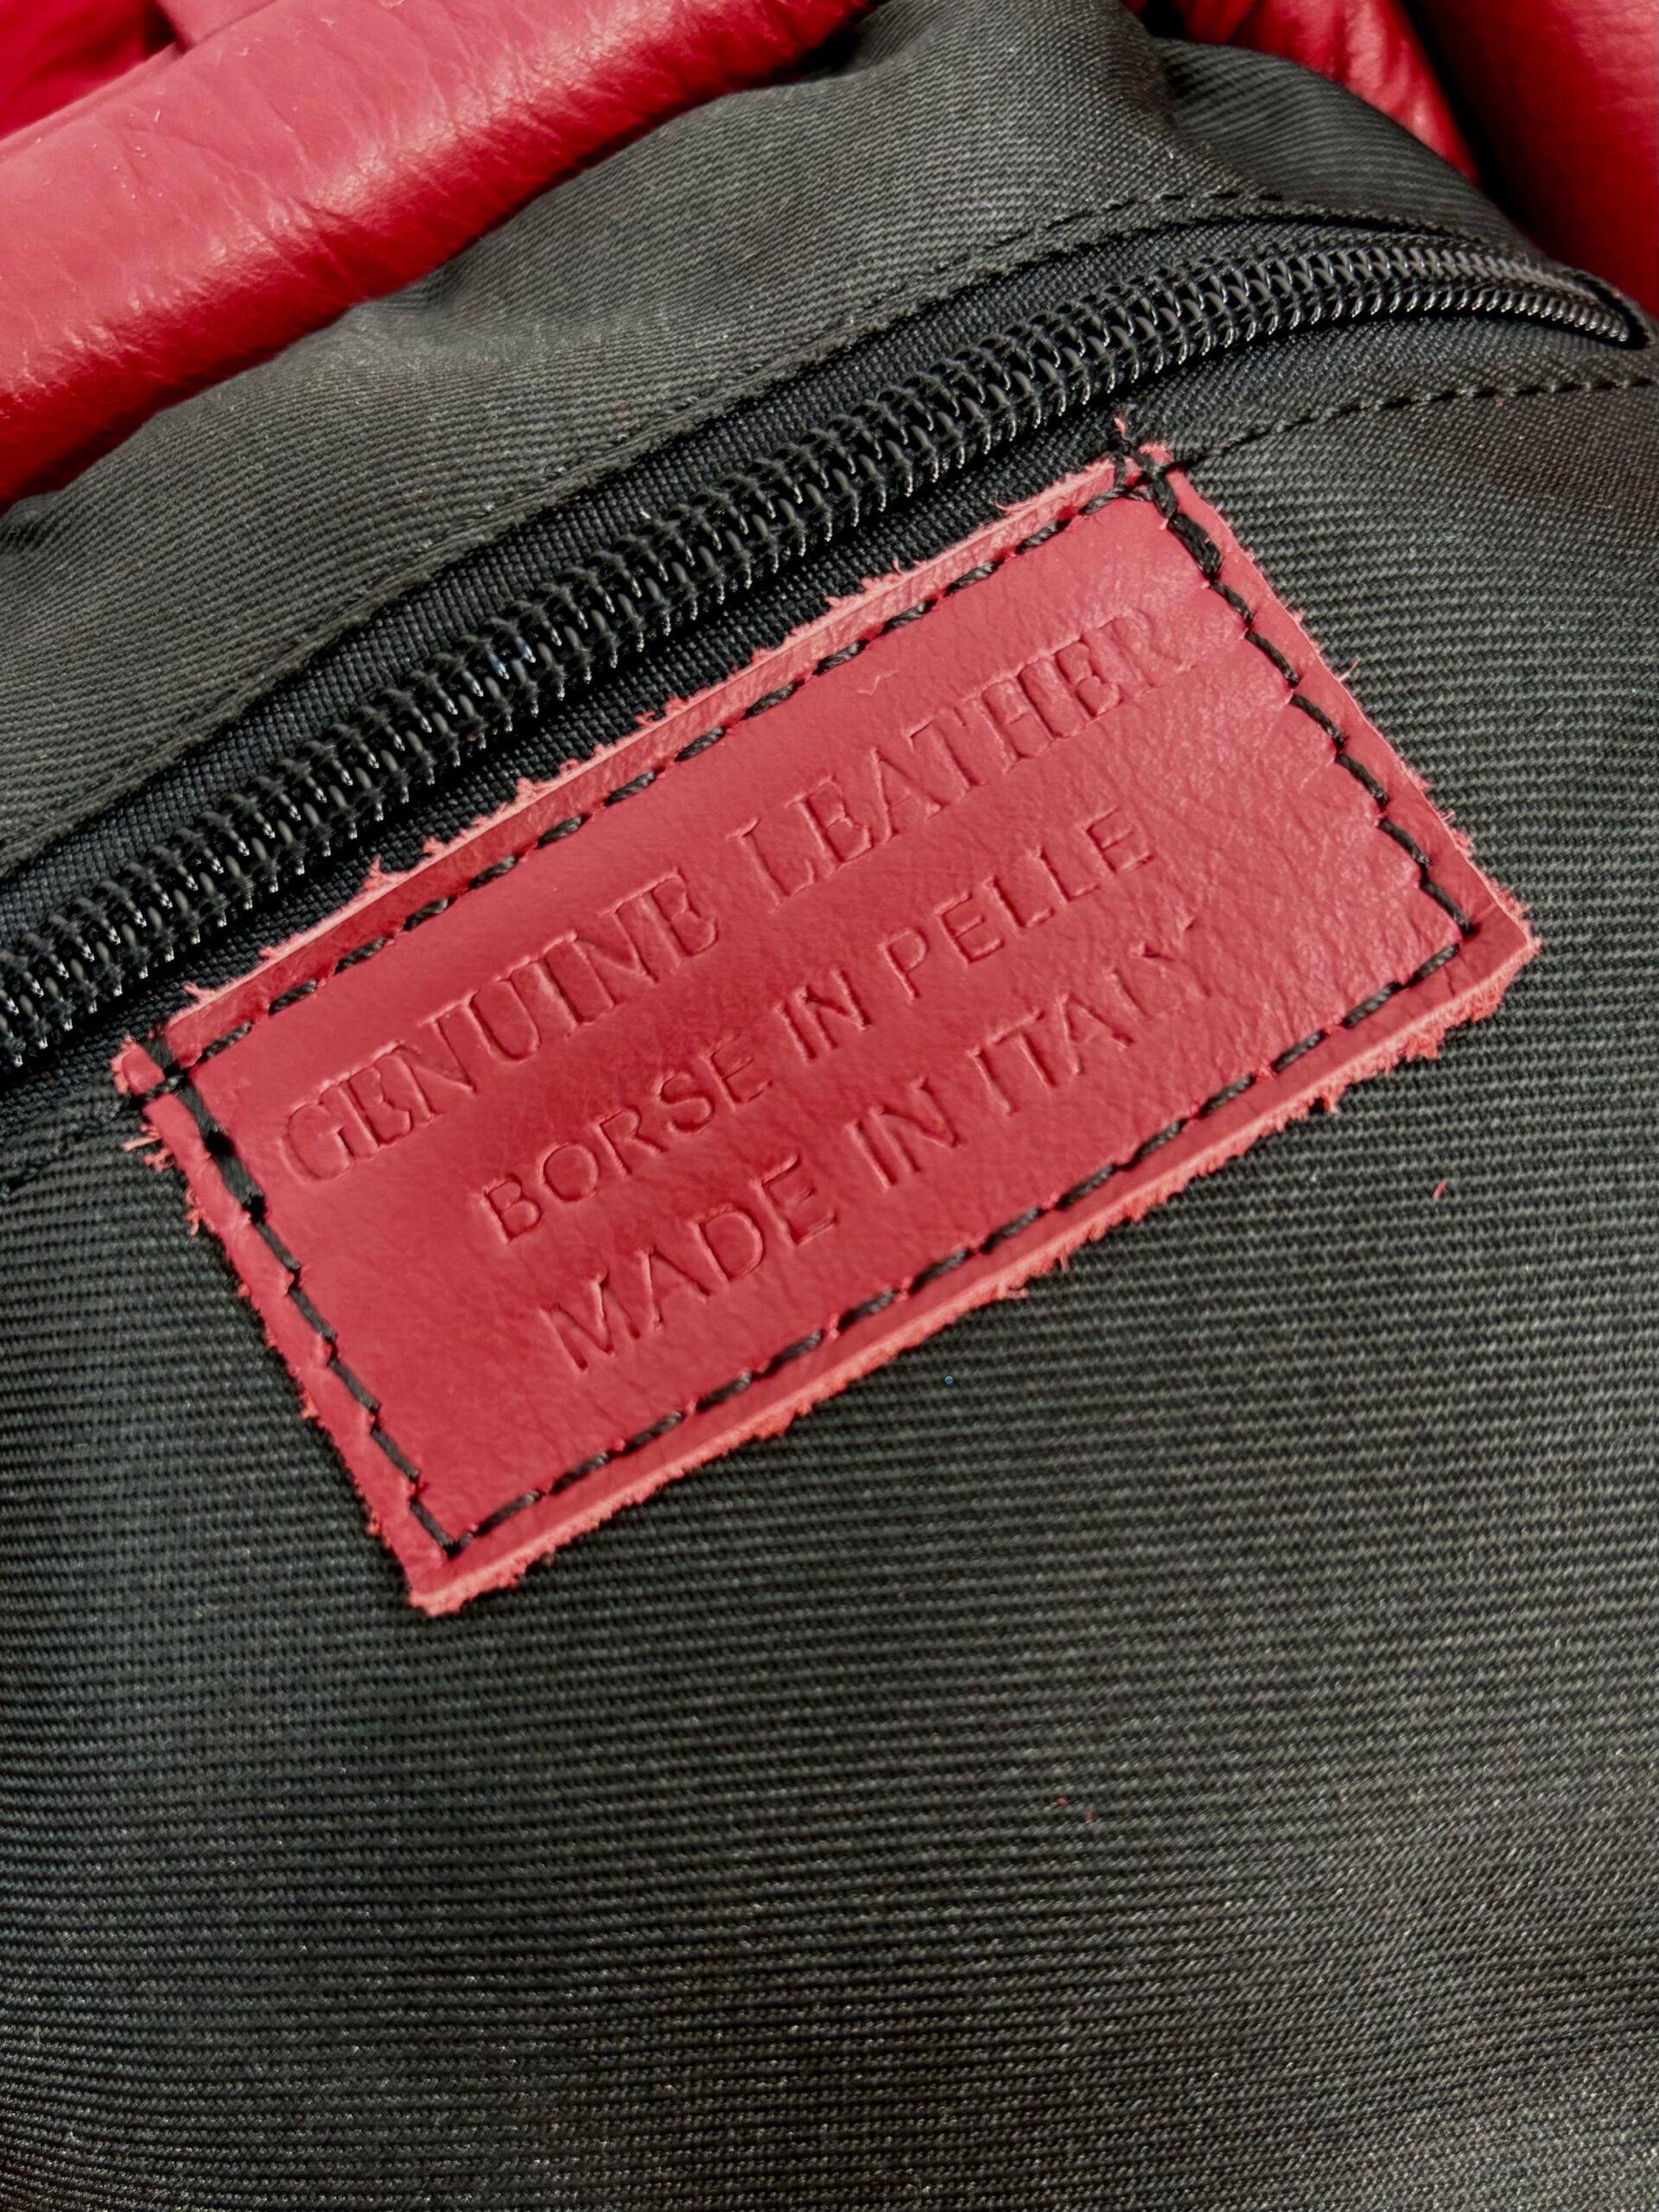 GENUINE LEATHER
BORSE IN PELLE
MADE IN ITALY